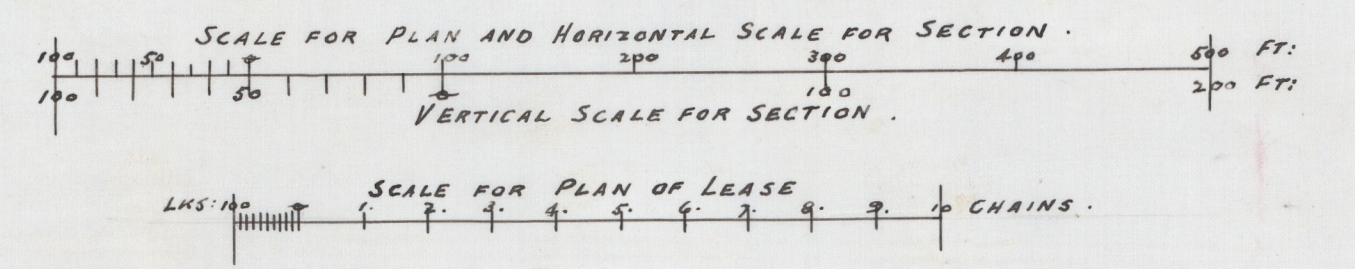 SCALE FOR PLAN AND HORIZONTAL SCALE FOR SECTION .
100 50 0 100 200 300 400 500 FT:
100 50 0 100 200 FT:
VERTICAL SCALE FOR SECTION .
SCALE FOR PLAN OF LEASE
LKS: 100 0 1. 2. 3. 4. 5. 6. 7. 8. 9. 10 CHAINS .